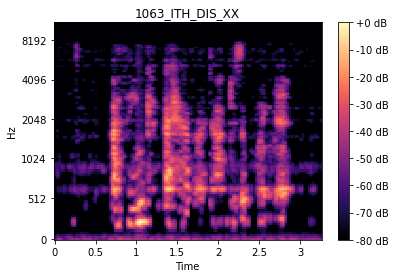 1063_ITH_DIS_XX
+0 dB
8192
-10 dB
4096
-20 dB
-30 dB
2048
-40 dB
Hz
1024
-50 dB
512
-60 dB
-70 dB
0
-80 dB
0 0.5 1 1.5 2 2.5 3
Time